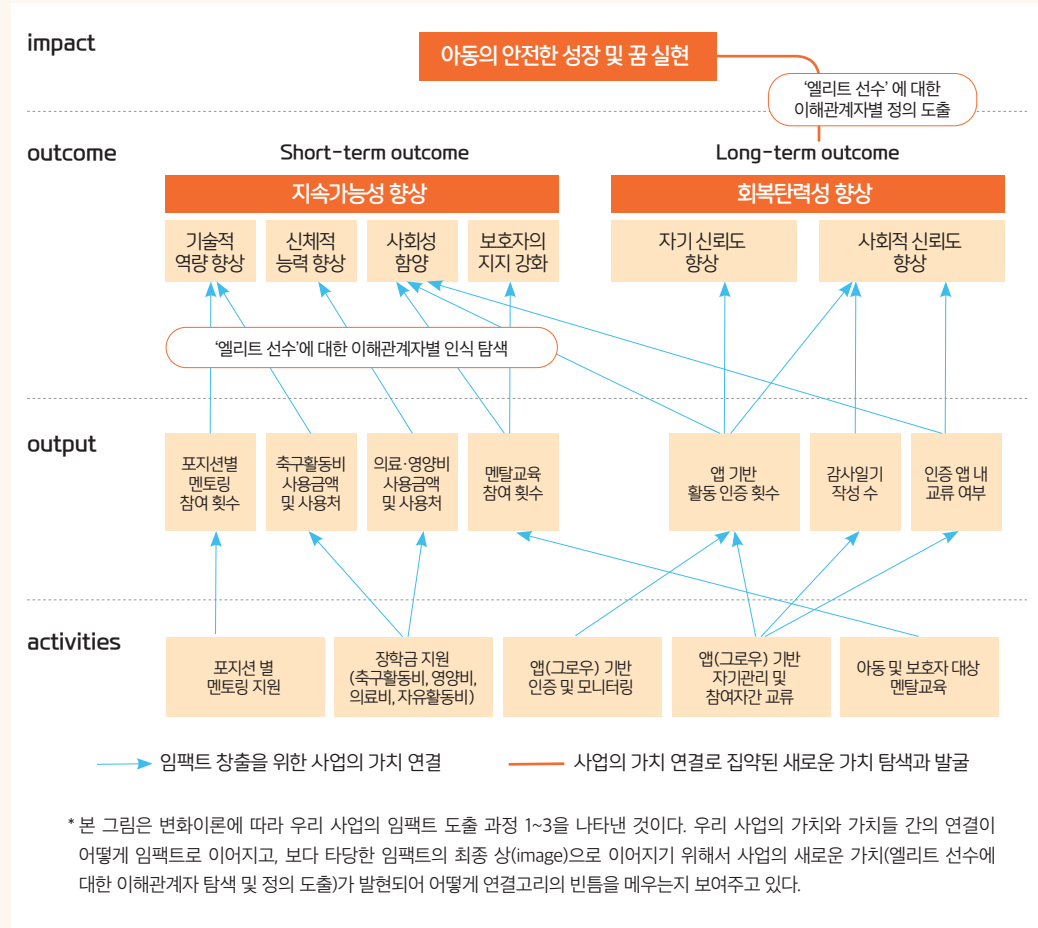 impact
아동의 안전한 성장 및 꿈 실현
‘엘리트 선수’ 에 대한
이해관계자별 정의 도출
outcome
Short-term outcome
Long-term outcome
지속가능성 향상
회복탄력성 향상
기술적
역량 향상
신체적
능력 향상
사회성
함양
보호자의
지지 강화
자기 신뢰도
향상
사회적 신뢰도
향상
‘엘리트 선수’에 대한 이해관계자별 인식 탐색
output
포지션별
멘토링
참여 횟수
축구활동비
사용금액
및 사용처
의료·영양비
사용금액
및 사용처
멘탈교육
참여 횟수
앱 기반
활동 인증 횟수
감사일기
작성 수
인증 앱 내
교류 여부
activities
포지션 별
멘토링 지원
장학금 지원
(축구활동비, 영양비,
의료비, 자유활동비)
앱(그로우) 기반
인증 및 모니터링
앱(그로우) 기반
자기관리 및
참여자간 교류
아동 및 보호자 대상
멘탈교육
임팩트 창출을 위한 사업의 가치 연결
사업의 가치 연결로 집약된 새로운 가치 탐색과 발굴
* 본 그림은 변화이론에 따라 우리 사업의 임팩트 도출 과정 1~3을 나타낸 것이다. 우리 사업의 가치와 가치들 간의 연결이
어떻게 임팩트로 이어지고, 보다 타당한 임팩트의 최종 상(image)으로 이어지기 위해서 사업의 새로운 가치(엘리트 선수에
대한 이해관계자 탐색 및 정의 도출)가 발현되어 어떻게 연결고리의 빈틈을 메우는지 보여주고 있다.